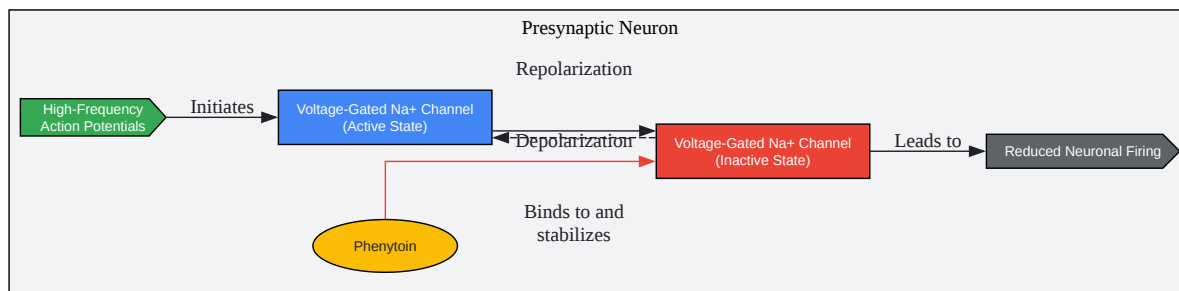 Presynaptic Neuron
Repolarization
High-Frequency
Action Potentials
Initiates
Voltage-Gated Na+ Channel
(Active State)
Depolarization
Voltage-Gated Na+ Channel
(Inactive State)
Leads to
Reduced Neuronal Firing
Binds to and
stabilizes
Phenytoin